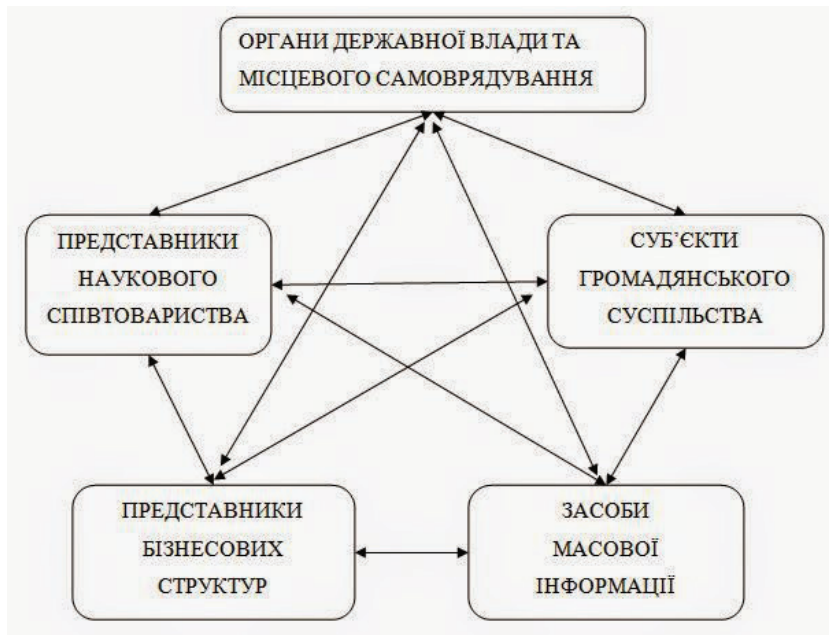 ОРГАНИ ДЕРЖАВНОЇ ВЛАДИ ТА
МІСЦЕВОГО САМОВРЯДУВАННЯ
ПРЕДСТАВНИКИ
НАУКОВОГО
СПІВТОВАРИСТВА
СУБ’ЄКТИ
ГРОМАДЯНСЬКОГО
СУСПІЛЬСТВА
ПРЕДСТАВНИКИ
БІЗНЕСОВИХ
СТРУКТУР
ЗАСОБИ
МАСОВОЇ
ІНФОРМАЦІЇ